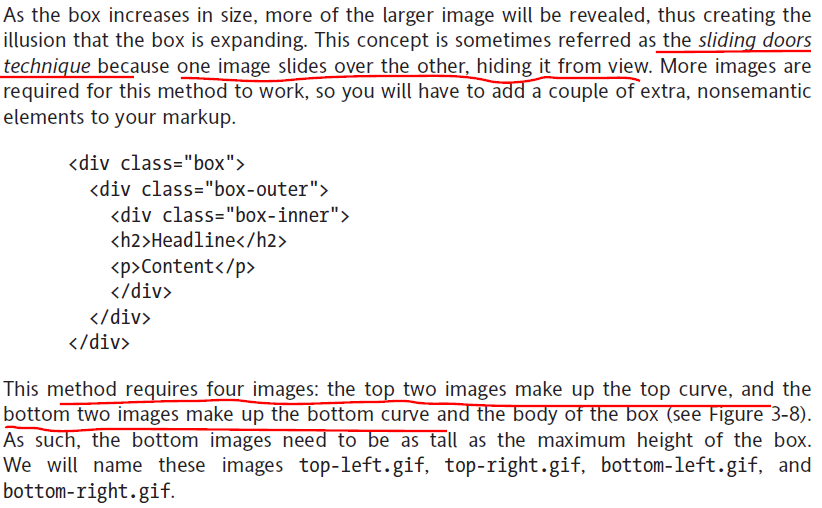 As the box increases in size, more of the larger image will be revealed, thus creating the
illusion that the box is expanding. This concept is sometimes referred as the sliding doors
technique because one image slides over the other, hiding it from view. More images are
required for this method to work, so you will have to add a couple of extra, nonsemantic
elements to your markup.
<div class="box">
<div class="box-outer">
<div class="box-inner">
<h2>Headline</h2>
<p>Content</p>
</div>
</div>
</div>
This method requires four images: the top two images make up the top curve, and the
bottom two images make up the bottom curve and the body of the box (see Figure 3-8).
As such, the bottom images need to be as tall as the maximum height of the box.
We will name these images top-left.gif, top-right.gif, bottom-left.gif, and
bottom-right.gif.